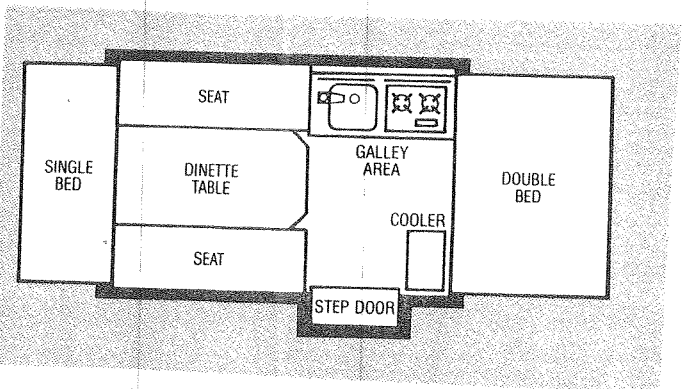 SEAT
SINGLE
BED
DINETTE
TABLE
GALLEY
AREA
DOUBLE
BED
COOLER
SEAT
STEP DOOR